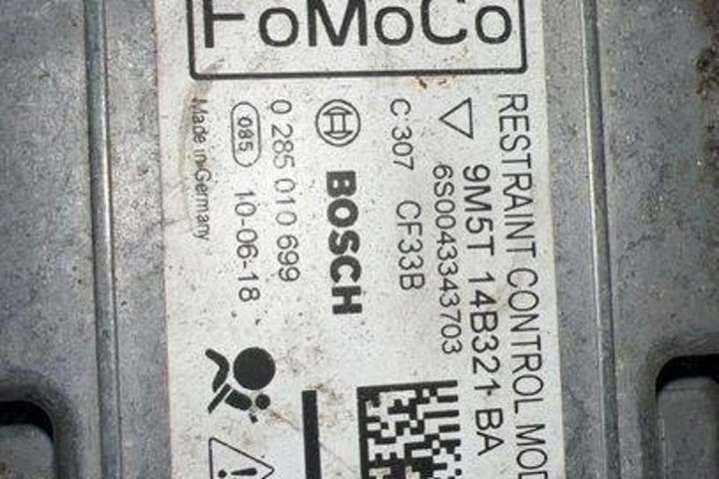 FoMoCo
RESTRAINT CONTROL MOD
9M5T 14B321 BA
6S0043343703
C 307 CF33B
BOSCH
0 285 010 699
085 10-06-18
Made in Germany